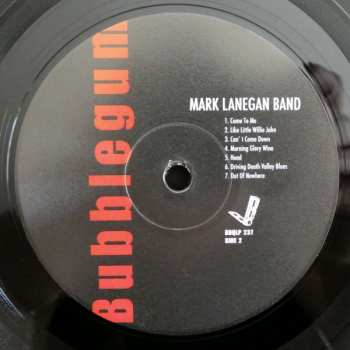 Bubblegum
MARK LANEGAN BAND
1. Come To Me
2. Like Little Willie John
3. Can't Come Down
4. Morning Glory Wine
5. Head
6. Driving Death Valley Blues
7. Out Of Nowhere
BBQLP 237
SIDE 2